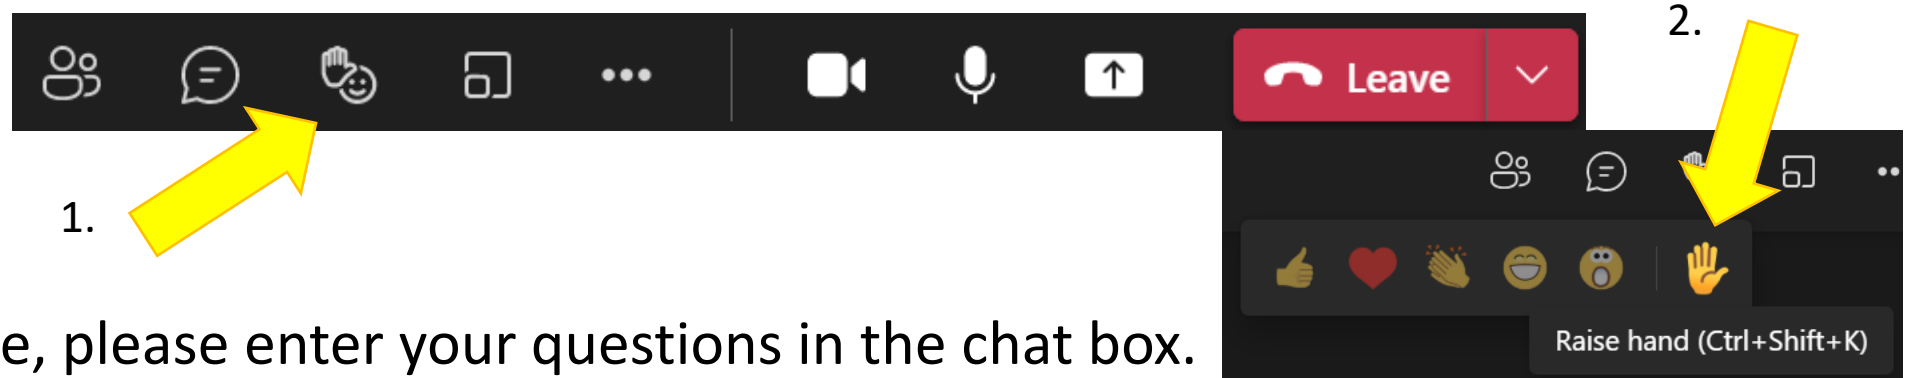 2.
Leave
1.
e, please enter your questions in the chat box.
Raise hand (Ctrl+Shift+K)